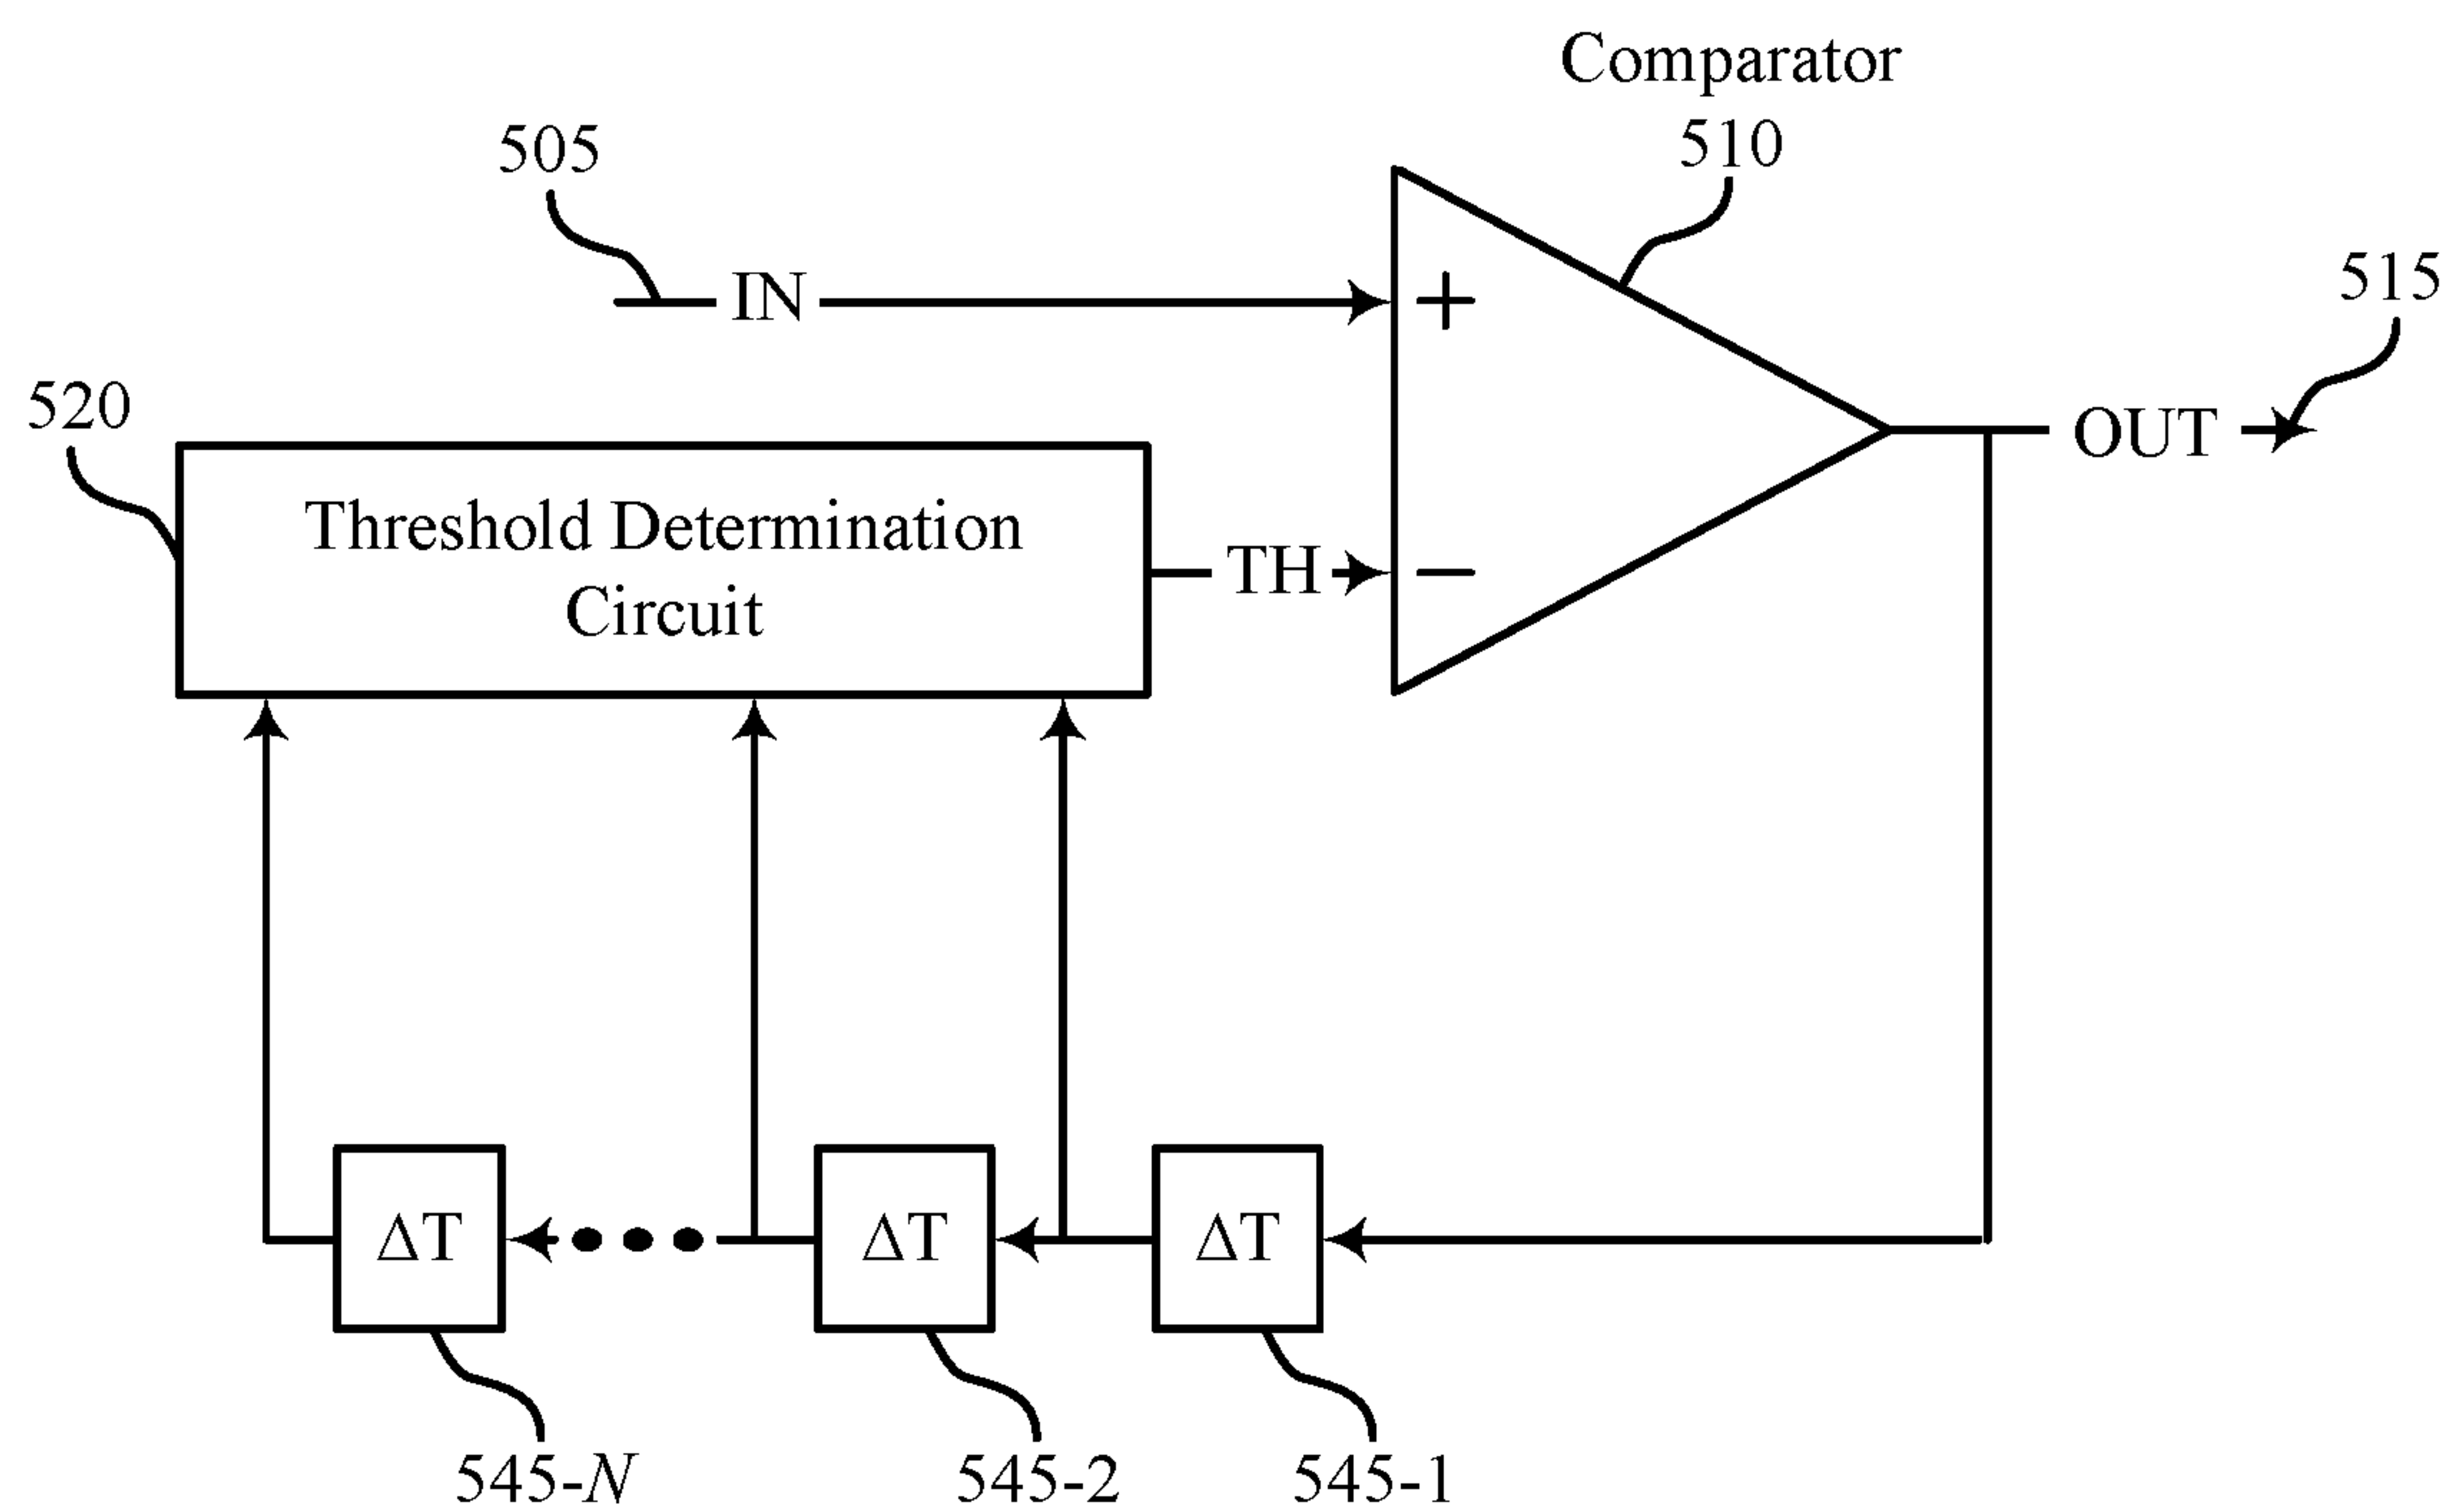 Comparator
510
505
515
IN
+
520
OUT
Threshold Determination
Circuit
TH
−
ΔT
ΔT
ΔT
545-N
545-2
545-1